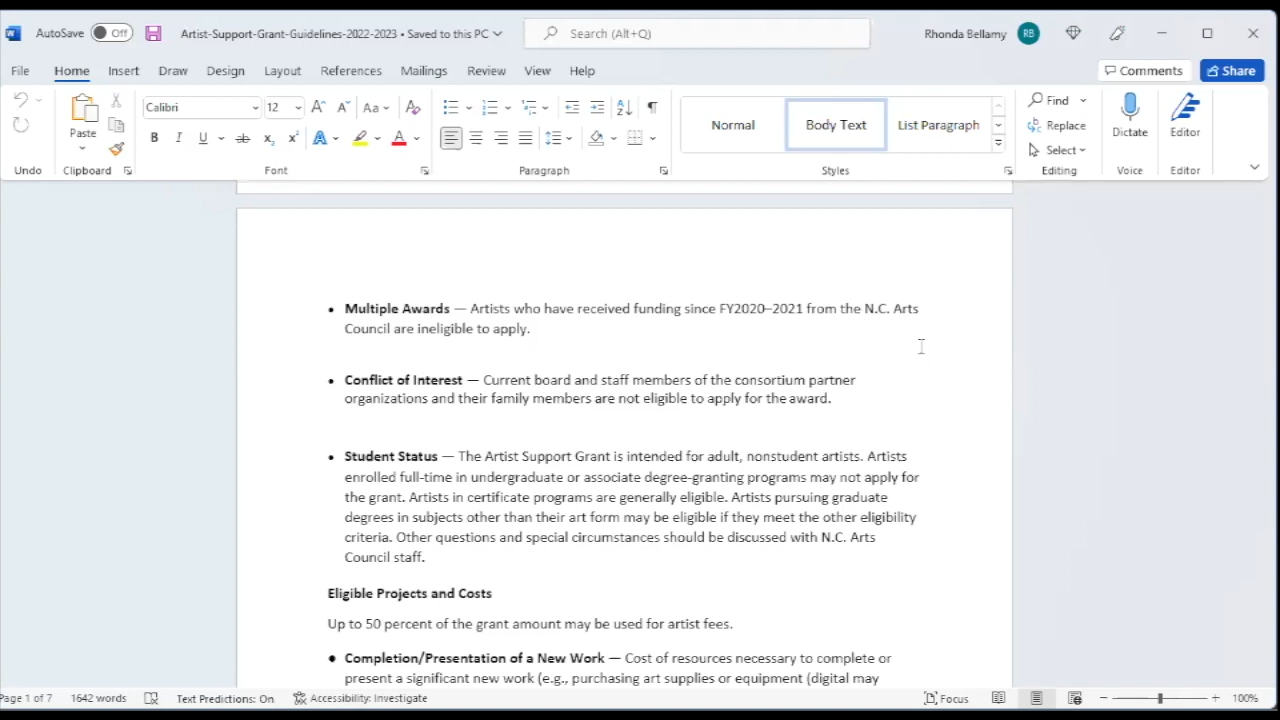 AutoSave Off Artist-Support-Grant-Guidelines-2022-2023 • Saved to this PC Search (Alt+Q) Rhonda Bellamy RB
File Home Insert Draw Design Layout References Mailings Review View Help Comments Share
Calibri 12 Aa Normal Body Text List Paragraph Find
Paste Replace Dictate Editor
B I U ab x₂ x² A A Select
Undo Clipboard Font Paragraph Styles Editing Voice Editor
• Multiple Awards — Artists who have received funding since FY2020–2021 from the N.C. Arts
Council are ineligible to apply.
• Conflict of Interest — Current board and staff members of the consortium partner
organizations and their family members are not eligible to apply for the award.
• Student Status — The Artist Support Grant is intended for adult, nonstudent artists. Artists
enrolled full-time in undergraduate or associate degree-granting programs may not apply for
the grant. Artists in certificate programs are generally eligible. Artists pursuing graduate
degrees in subjects other than their art form may be eligible if they meet the other eligibility
criteria. Other questions and special circumstances should be discussed with N.C. Arts
Council staff.
Eligible Projects and Costs
Up to 50 percent of the grant amount may be used for artist fees.
• Completion/Presentation of a New Work — Cost of resources necessary to complete or
present a significant new work (e.g., purchasing art supplies or equipment (digital may
Page 1 of 7 1642 words Text Predictions: On Accessibility: Investigate Focus 100%